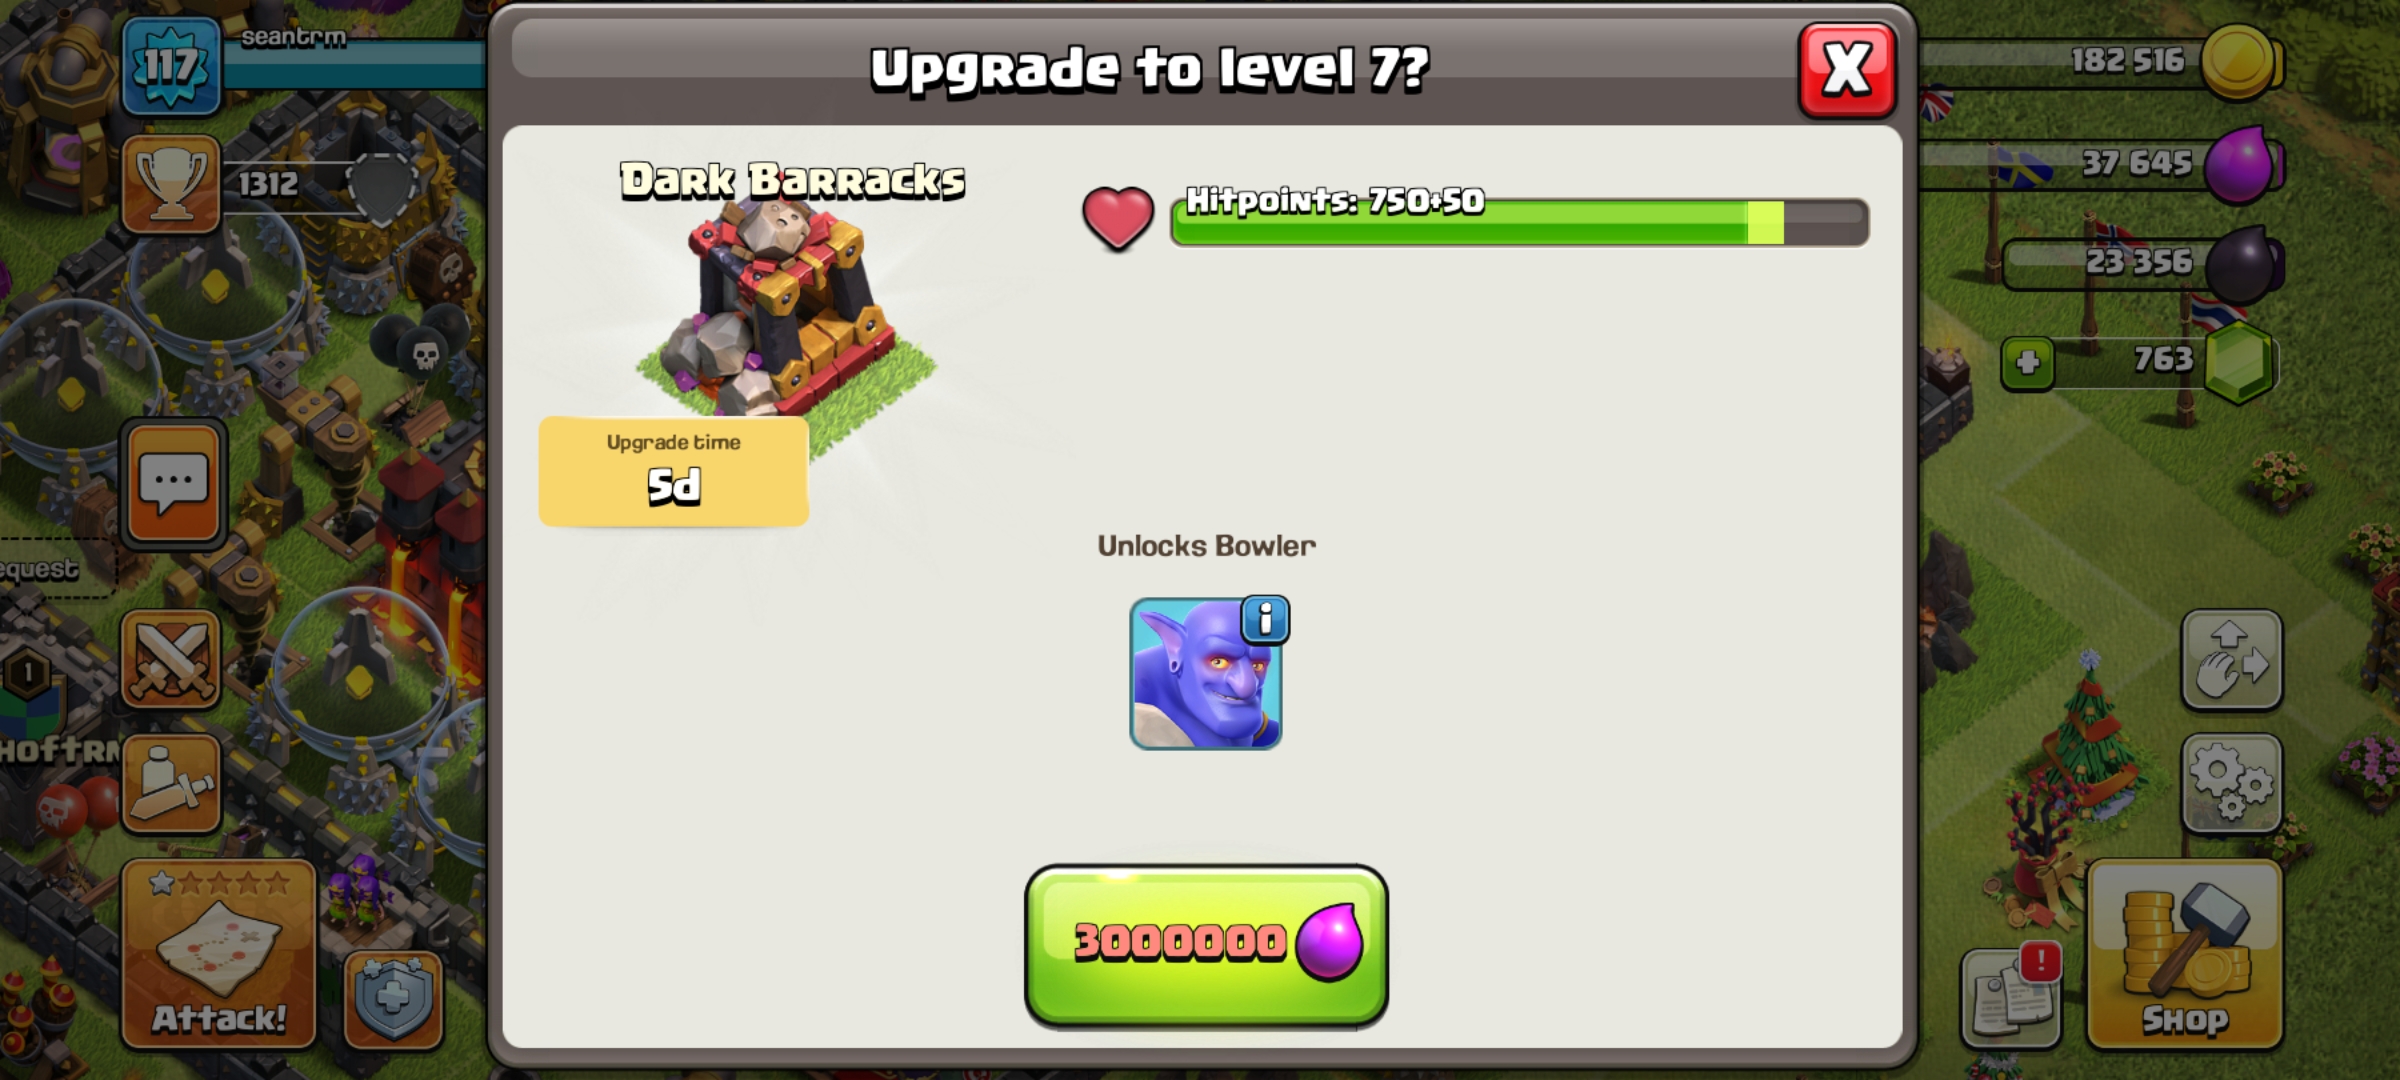 117
seantrm
Upgrade to level 7?
X
182 516
1312
Dark Barracks
Hitpoints: 750+50
37 645
23 356
763
Upgrade time
5d
Unlocks Bowler
i
1
3000000
Attack!
!
Shop